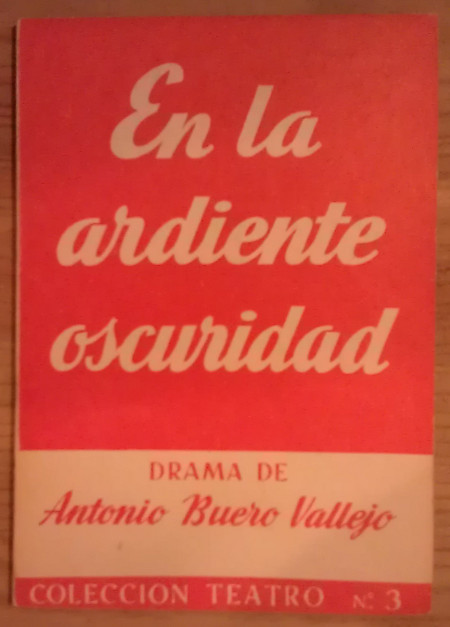 En la
ardiente
oscuridad
DRAMA DE
Antonio Buero Vallejo
COLECCION TEATRO Nº 3